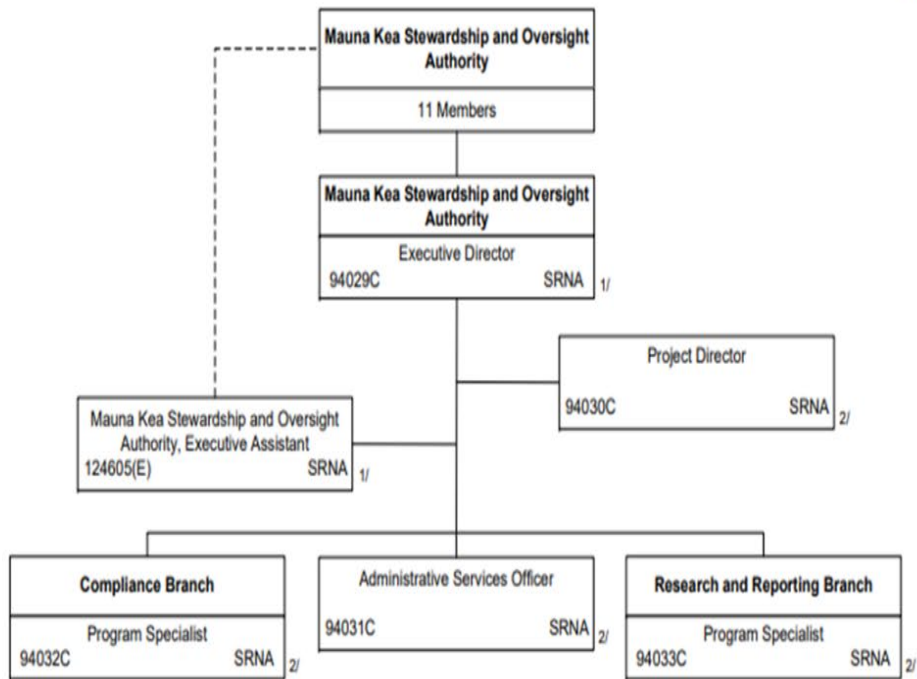 Mauna Kea Stewardship and Oversight
Authority
11 Members
Mauna Kea Stewardship and Oversight
Authority
Executive Director
94029C SRNA 1/
Project Director
94030C SRNA 2/
Mauna Kea Stewardship and Oversight
Authority, Executive Assistant
124605(E) SRNA 1/
Compliance Branch
Program Specialist
94032C SRNA 2/
Administrative Services Officer
94031C SRNA 2/
Research and Reporting Branch
Program Specialist
94033C SRNA 2/